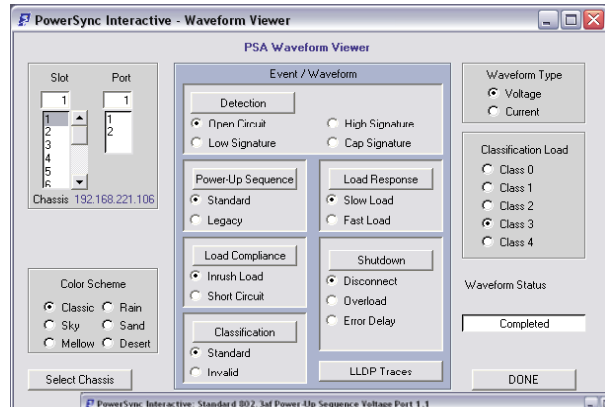 PowerSync Interactive - Waveform Viewer
PSA Waveform Viewer
Slot Port
1 1
1 1
2 2
3
4
5
6
Chassis 192.168.221.106
Color Scheme
Classic Rain
Sky Sand
Mellow Desert
Select Chassis
Event / Waveform
Detection
Open Circuit High Signature
Low Signature Cap Signature
Power-Up Sequence
Standard
Legacy
Load Response
Slow Load
Fast Load
Load Compliance
Inrush Load
Short Circuit
Shutdown
Disconnect
Overload
Error Delay
Classification
Standard
Invalid
LLDP Traces
Waveform Type
Voltage
Current
Classification Load
Class 0
Class 1
Class 2
Class 3
Class 4
Waveform Status
Completed
DONE
PowerSync Interactive: Standard 802.3af Power-Up Sequence Voltage Port 1.1